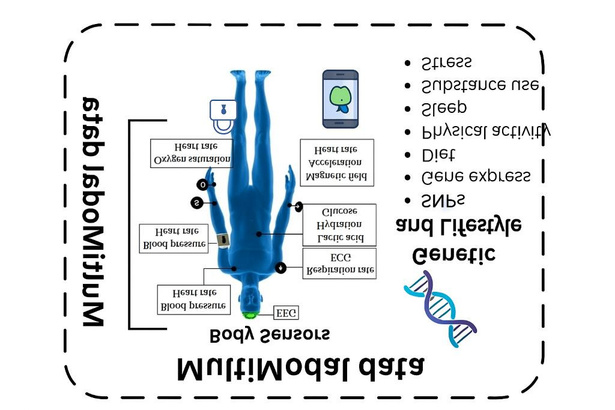 MultiModal data
Body Sensors
MultiModal data
EEG
Blood pressure
Heart rate
Respiration rate
ECG
Blood pressure
Heart rate
Lactic acid
Hydration
Glucose
Oxygen saturation
Heart rate
Magnetic field
Acceleration
Heart rate
Genetic
and Lifestyle
• SNPs
• Gene express
• Diet
• Physical activity
• Sleep
• Substance use
• Stress